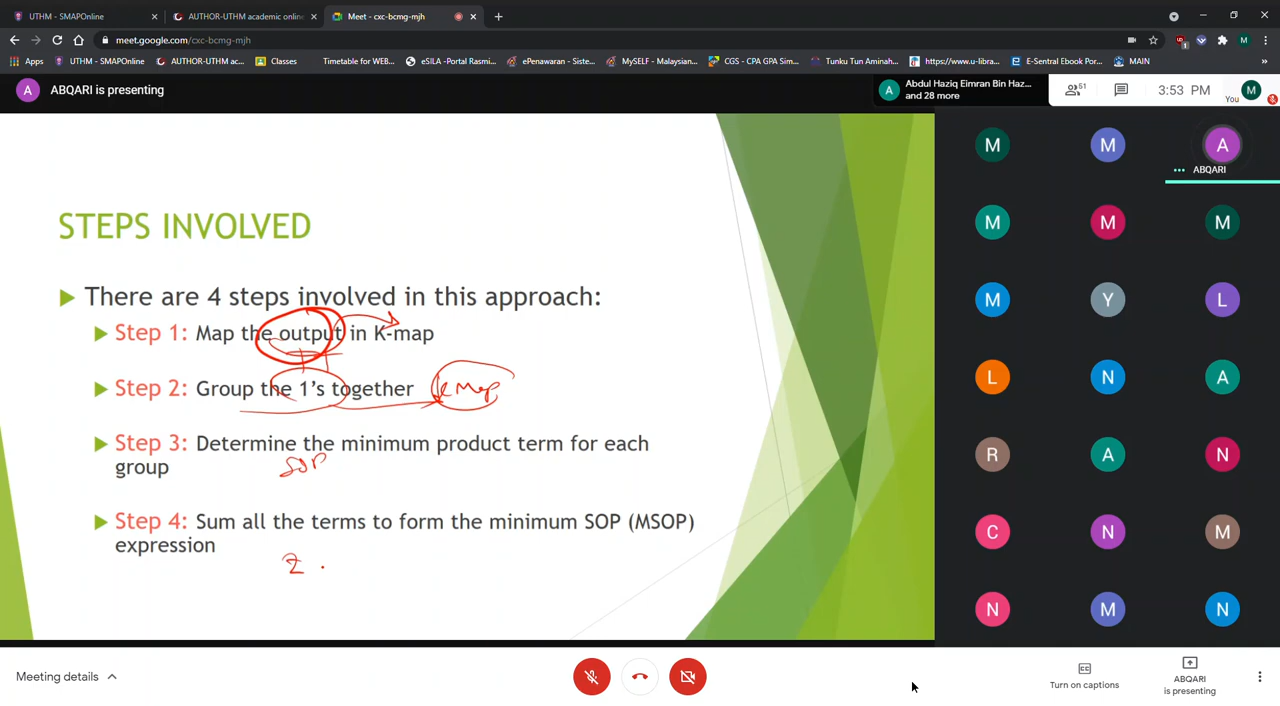 UTHM - SMAPOnline
AUTHOR-UTHM academic online
Meet - cxc-bcmg-mjh
meet.google.com/cxc-bcmg-mjh
M
Apps
UTHM - SMAPOnline
AUTHOR-UTHM ac...
Classes
Timetable for WEB...
eSILA -Portal Rasmi...
ePenawaran - Siste...
MySELF - Malaysian...
CGS - CPA GPA Sim...
Tunku Tun Aminah...
https://www.u-libra...
E-Sentral Ebook Por...
MAIN
A
ABQARI is presenting
A
Abdul Haziq Eimran Bin Haz...
and 28 more
51
3:53 PM
You
M
STEPS INVOLVED
There are 4 steps involved in this approach:
Step 1: Map the output in K-map
Step 2: Group the 1's together
K Map
Step 3: Determine the minimum product term for each
group
SOP
Step 4: Sum all the terms to form the minimum SOP (MSOP)
expression
Z .
M M A
ABQARI
M M M
M Y L
L N A
R A N
C N M
N M N
Meeting details
Turn on captions
ABQARI
is presenting